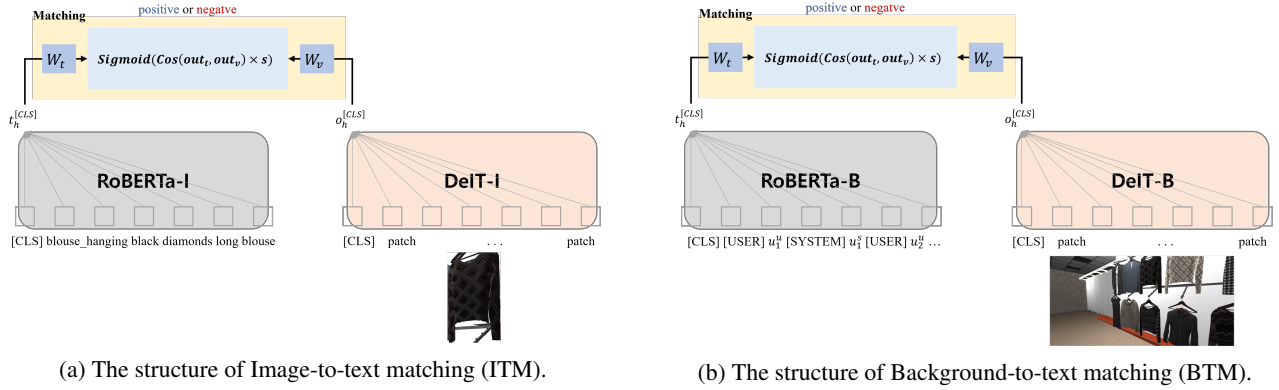 positive or negatve
Matching
W_t
Sigmoid(Cos(out_t, out_v) × s)
W_v
t_h^{[CLS]}
o_h^{[CLS]}
RoBERTa-I
DeIT-I
[CLS] blouse_hanging black diamonds long blouse
[CLS] patch . . . patch
(a) The structure of Image-to-text matching (ITM).
positive or negatve
Matching
W_t
Sigmoid(Cos(out_t, out_v) × s)
W_v
t_h^{[CLS]}
o_h^{[CLS]}
RoBERTa-B
DeIT-B
[CLS] [USER] u_1^u [SYSTEM] u_1^s [USER] u_2^u …
[CLS] patch . . . patch
(b) The structure of Background-to-text matching (BTM).